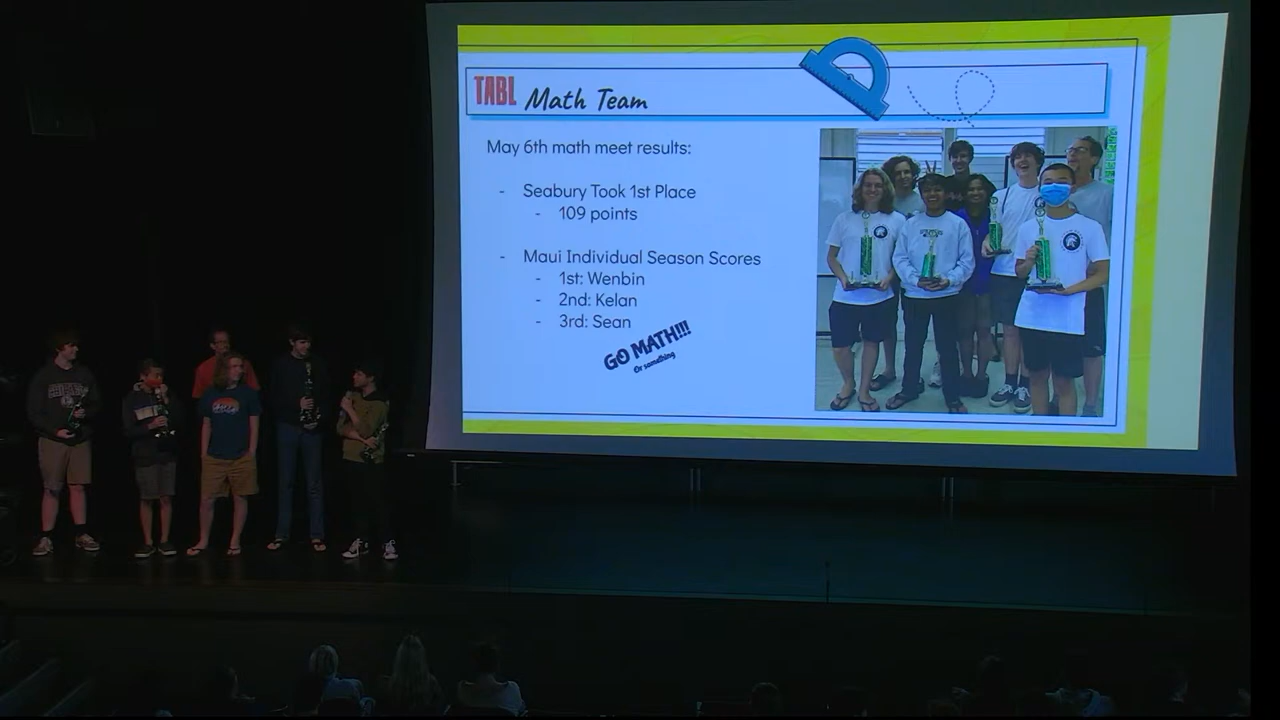 TABL Math Team
May 6th math meet results:
- Seabury Took 1st Place
- 109 points
- Maui Individual Season Scores
- 1st: Wenbin
- 2nd: Kelan
- 3rd: Sean
GO MATH!!!
Or something